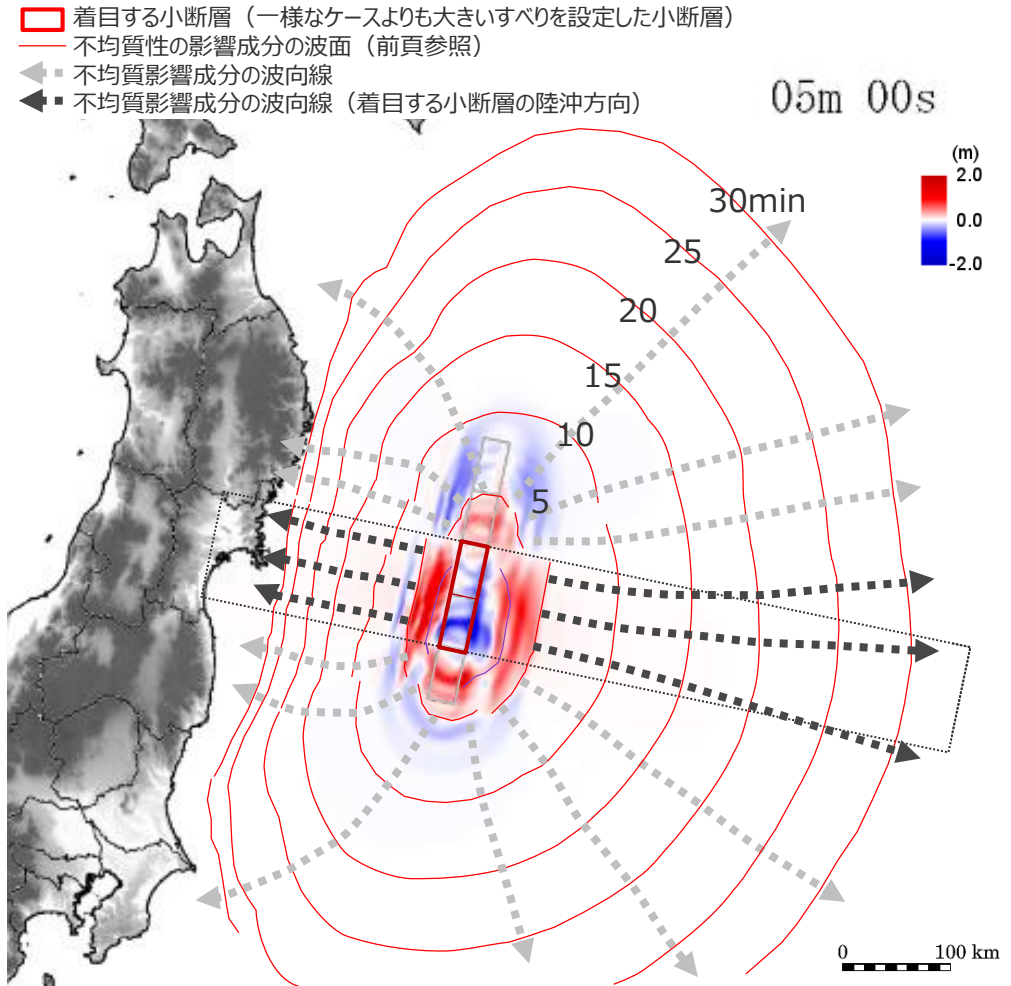 着目する小断層（一様なケースよりも大きいすべりを設定した小断層）
不均質性の影響成分の波面（前頁参照）
不均質影響成分の波向線
不均質影響成分の波向線（着目する小断層の陸沖方向）
05m 00s
(m)
2.0
0.0
-2.0
30min
25
20
15
10
5
0 100 km